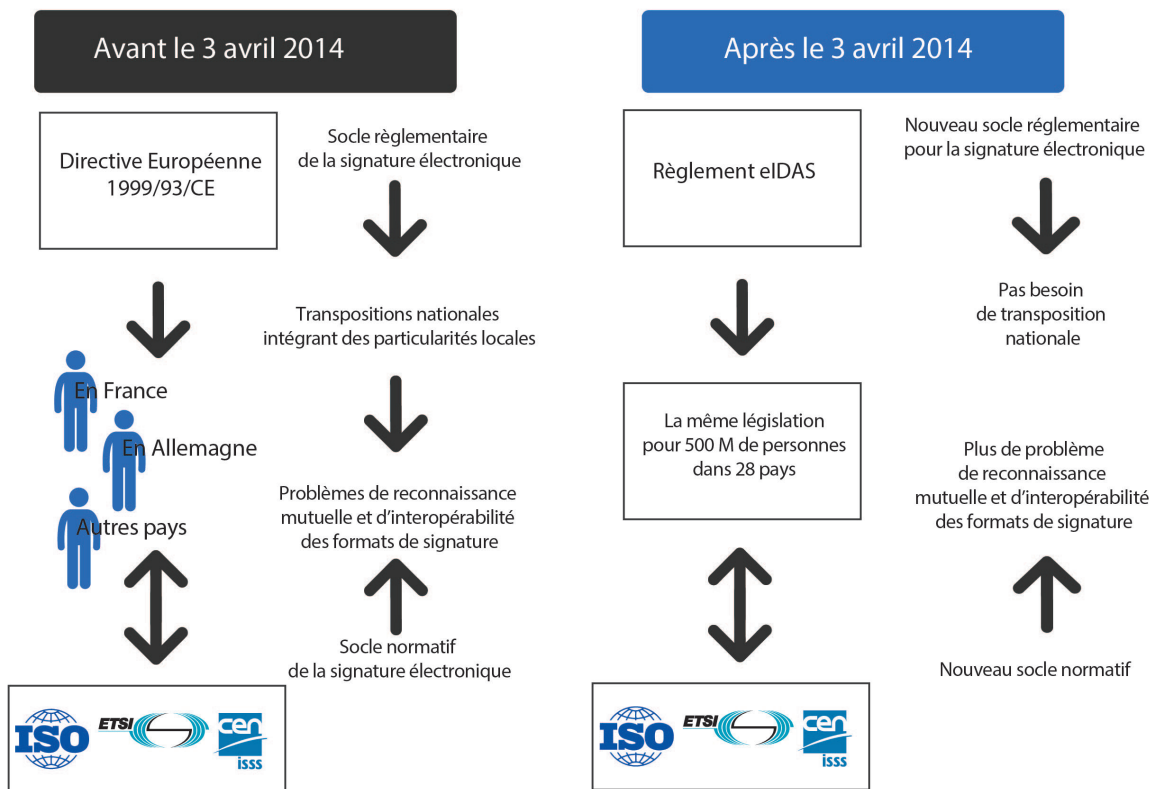 Avant le 3 avril 2014
Directive Européenne
1999/93/CE
Socle règlementaire
de la signature électronique
Transpositions nationales
intégrant des particularités locales
En France
En Allemagne
Autres pays
Problèmes de reconnaissance
mutuelle et d'interopérabilité
des formats de signature
Socle normatif
de la signature électronique
ISO
ETSI
cen
isss
Après le 3 avril 2014
Règlement eIDAS
Nouveau socle réglementaire
pour la signature électronique
Pas besoin
de transposition
nationale
La même législation
pour 500 M de personnes
dans 28 pays
Plus de problème
de reconnaissance
mutuelle et d'interopérabilité
des formats de signature
Nouveau socle normatif
ISO
ETSI
cen
isss